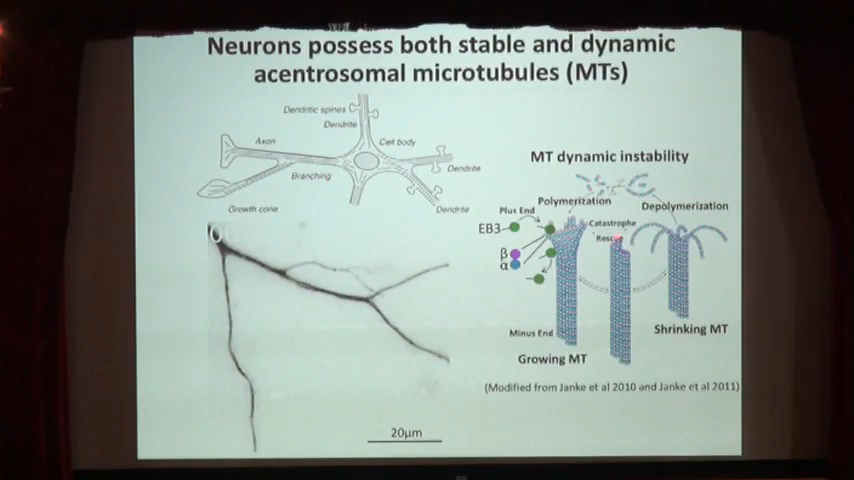 Neurons possess both stable and dynamic
acentrosomal microtubules (MTs)
Dendritic spines
Dendrite
Axon
Cell body
Dendrite
Branching
Growth cone
Dendrite
MT dynamic instability
Polymerization
Depolymerization
Plus End
Catastrophe
EB3
Rescue
β
α
Minus End
Shrinking MT
Growing MT
(Modified from Janke et al 2010 and Janke et al 2011)
20µm